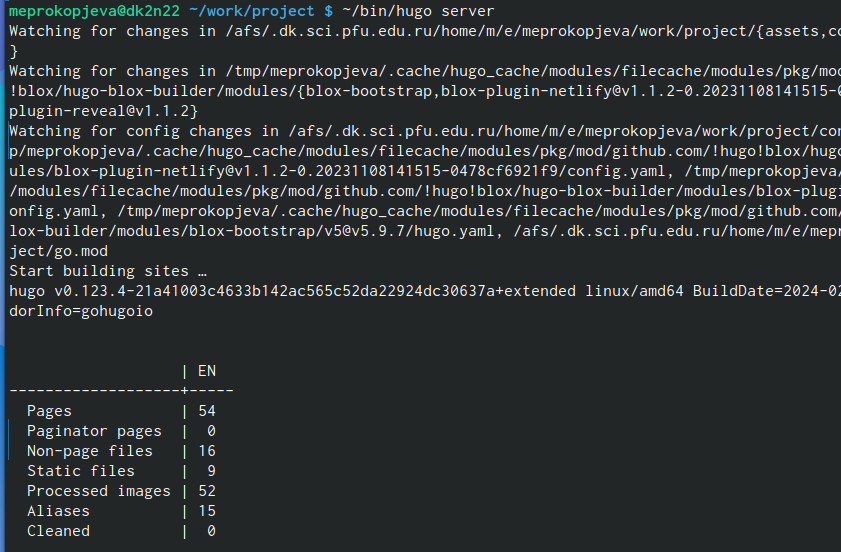 meprokopjeva@dk2n22 ~/work/project $ ~/bin/hugo server
Watching for changes in /afs/.dk.sci.pfu.edu.ru/home/m/e/meprokopjeva/work/project/{assets,co
}
Watching for changes in /tmp/meprokopjeva/.cache/hugo_cache/modules/filecache/modules/pkg/mod
!blox/hugo-blox-builder/modules/{blox-bootstrap,blox-plugin-netlify@v1.1.2-0.20231108141515-0
plugin-reveal@v1.1.2}
Watching for config changes in /afs/.dk.sci.pfu.edu.ru/home/m/e/meprokopjeva/work/project/con
p/meprokopjeva/.cache/hugo_cache/modules/filecache/modules/pkg/mod/github.com/!hugo!blox/hugo
ules/blox-plugin-netlify@v1.1.2-0.20231108141515-0478cf6921f9/config.yaml, /tmp/meprokopjeva/
/modules/filecache/modules/pkg/mod/github.com/!hugo!blox/hugo-blox-builder/modules/blox-plugi
onfig.yaml, /tmp/meprokopjeva/.cache/hugo_cache/modules/filecache/modules/pkg/mod/github.com/
lox-builder/modules/blox-bootstrap/v5@v5.9.7/hugo.yaml, /afs/.dk.sci.pfu.edu.ru/home/m/e/mepr
ject/go.mod
Start building sites …
hugo v0.123.4-21a41003c4633b142ac565c52da22924dc30637a+extended linux/amd64 BuildDate=2024-02
dorInfo=gohugoio
                   | EN
-------------------+-----
  Pages            | 54
  Paginator pages  |  0
  Non-page files   | 16
  Static files     |  9
  Processed images | 52
  Aliases          | 15
  Cleaned          |  0